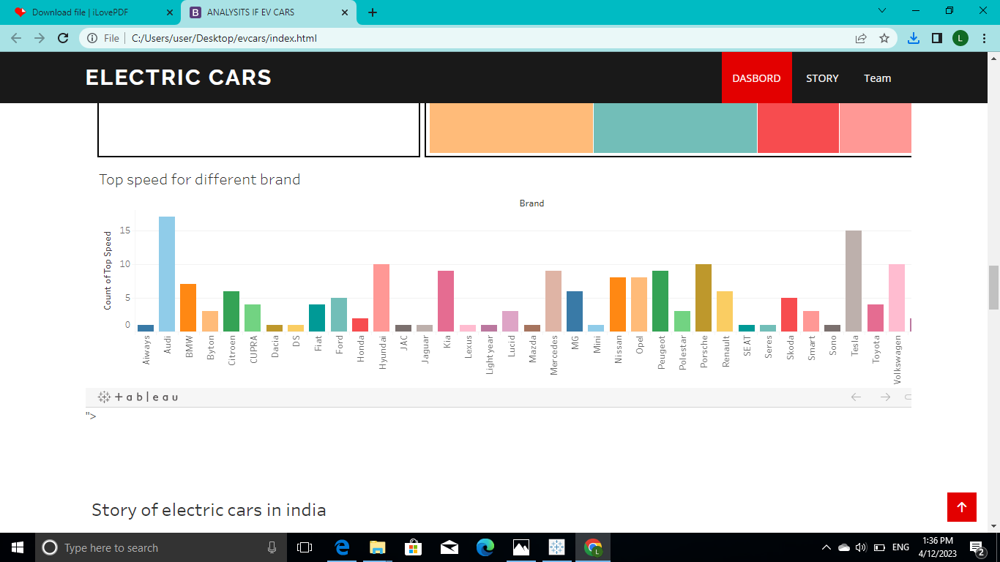 Download file | iLovePDF
ANALYSITS IF EV CARS
File
C:/Users/user/Desktop/evcars/index.html
L
ELECTRIC CARS
DASBORD
STORY
Team
Top speed for different brand
Brand
Count of Top Speed
15
10
5
0
Aiways
Audi
BMW
Byton
Citroen
CUPRA
Dacia
DS
Fiat
Ford
Honda
Hyundai
JAC
Jaguar
Kia
Lexus
Lightyear
Lucid
Mazda
Mercedes
MG
Mini
Nissan
Opel
Peugeot
Polestar
Porsche
Renault
SEAT
Seres
Skoda
Smart
Sono
Tesla
Toyota
Volkswagen
+ableau
">
Story of electric cars in india
Type here to search
L
ENG
1:36 PM
4/12/2023
2